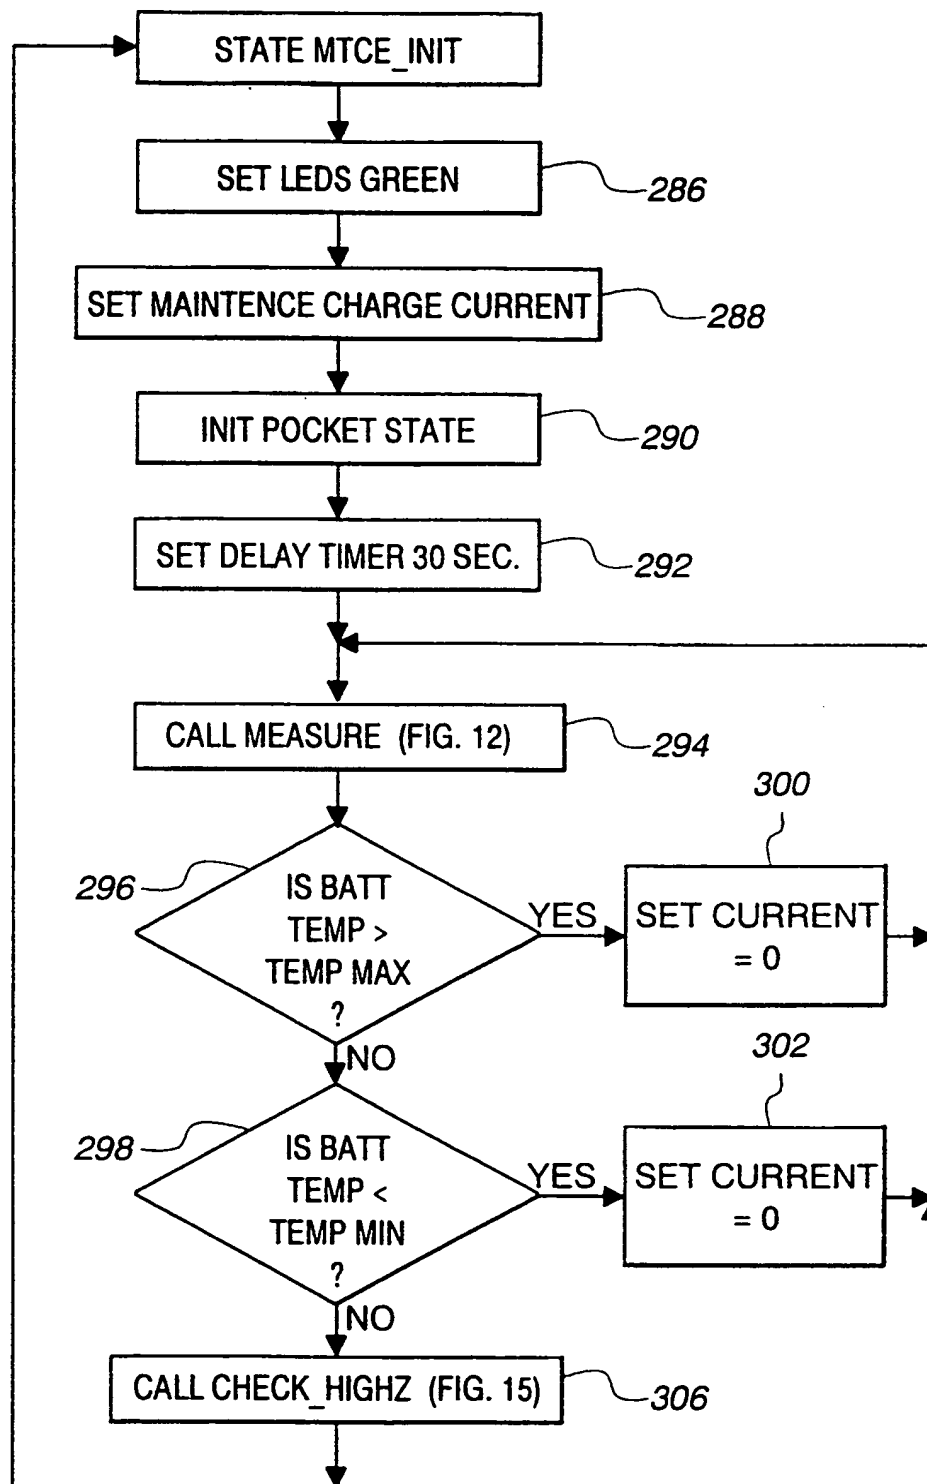 STATE MTCE_INIT
SET LEDS GREEN
286
SET MAINTENCE CHARGE CURRENT
288
INIT POCKET STATE
290
SET DELAY TIMER 30 SEC.
292
CALL MEASURE (FIG. 12)
294
296
IS BATT
TEMP >
TEMP MAX
?
YES
300
SET CURRENT
= 0
NO
298
IS BATT
TEMP <
TEMP MIN
?
YES
302
SET CURRENT
= 0
NO
CALL CHECK_HIGHZ (FIG. 15)
306